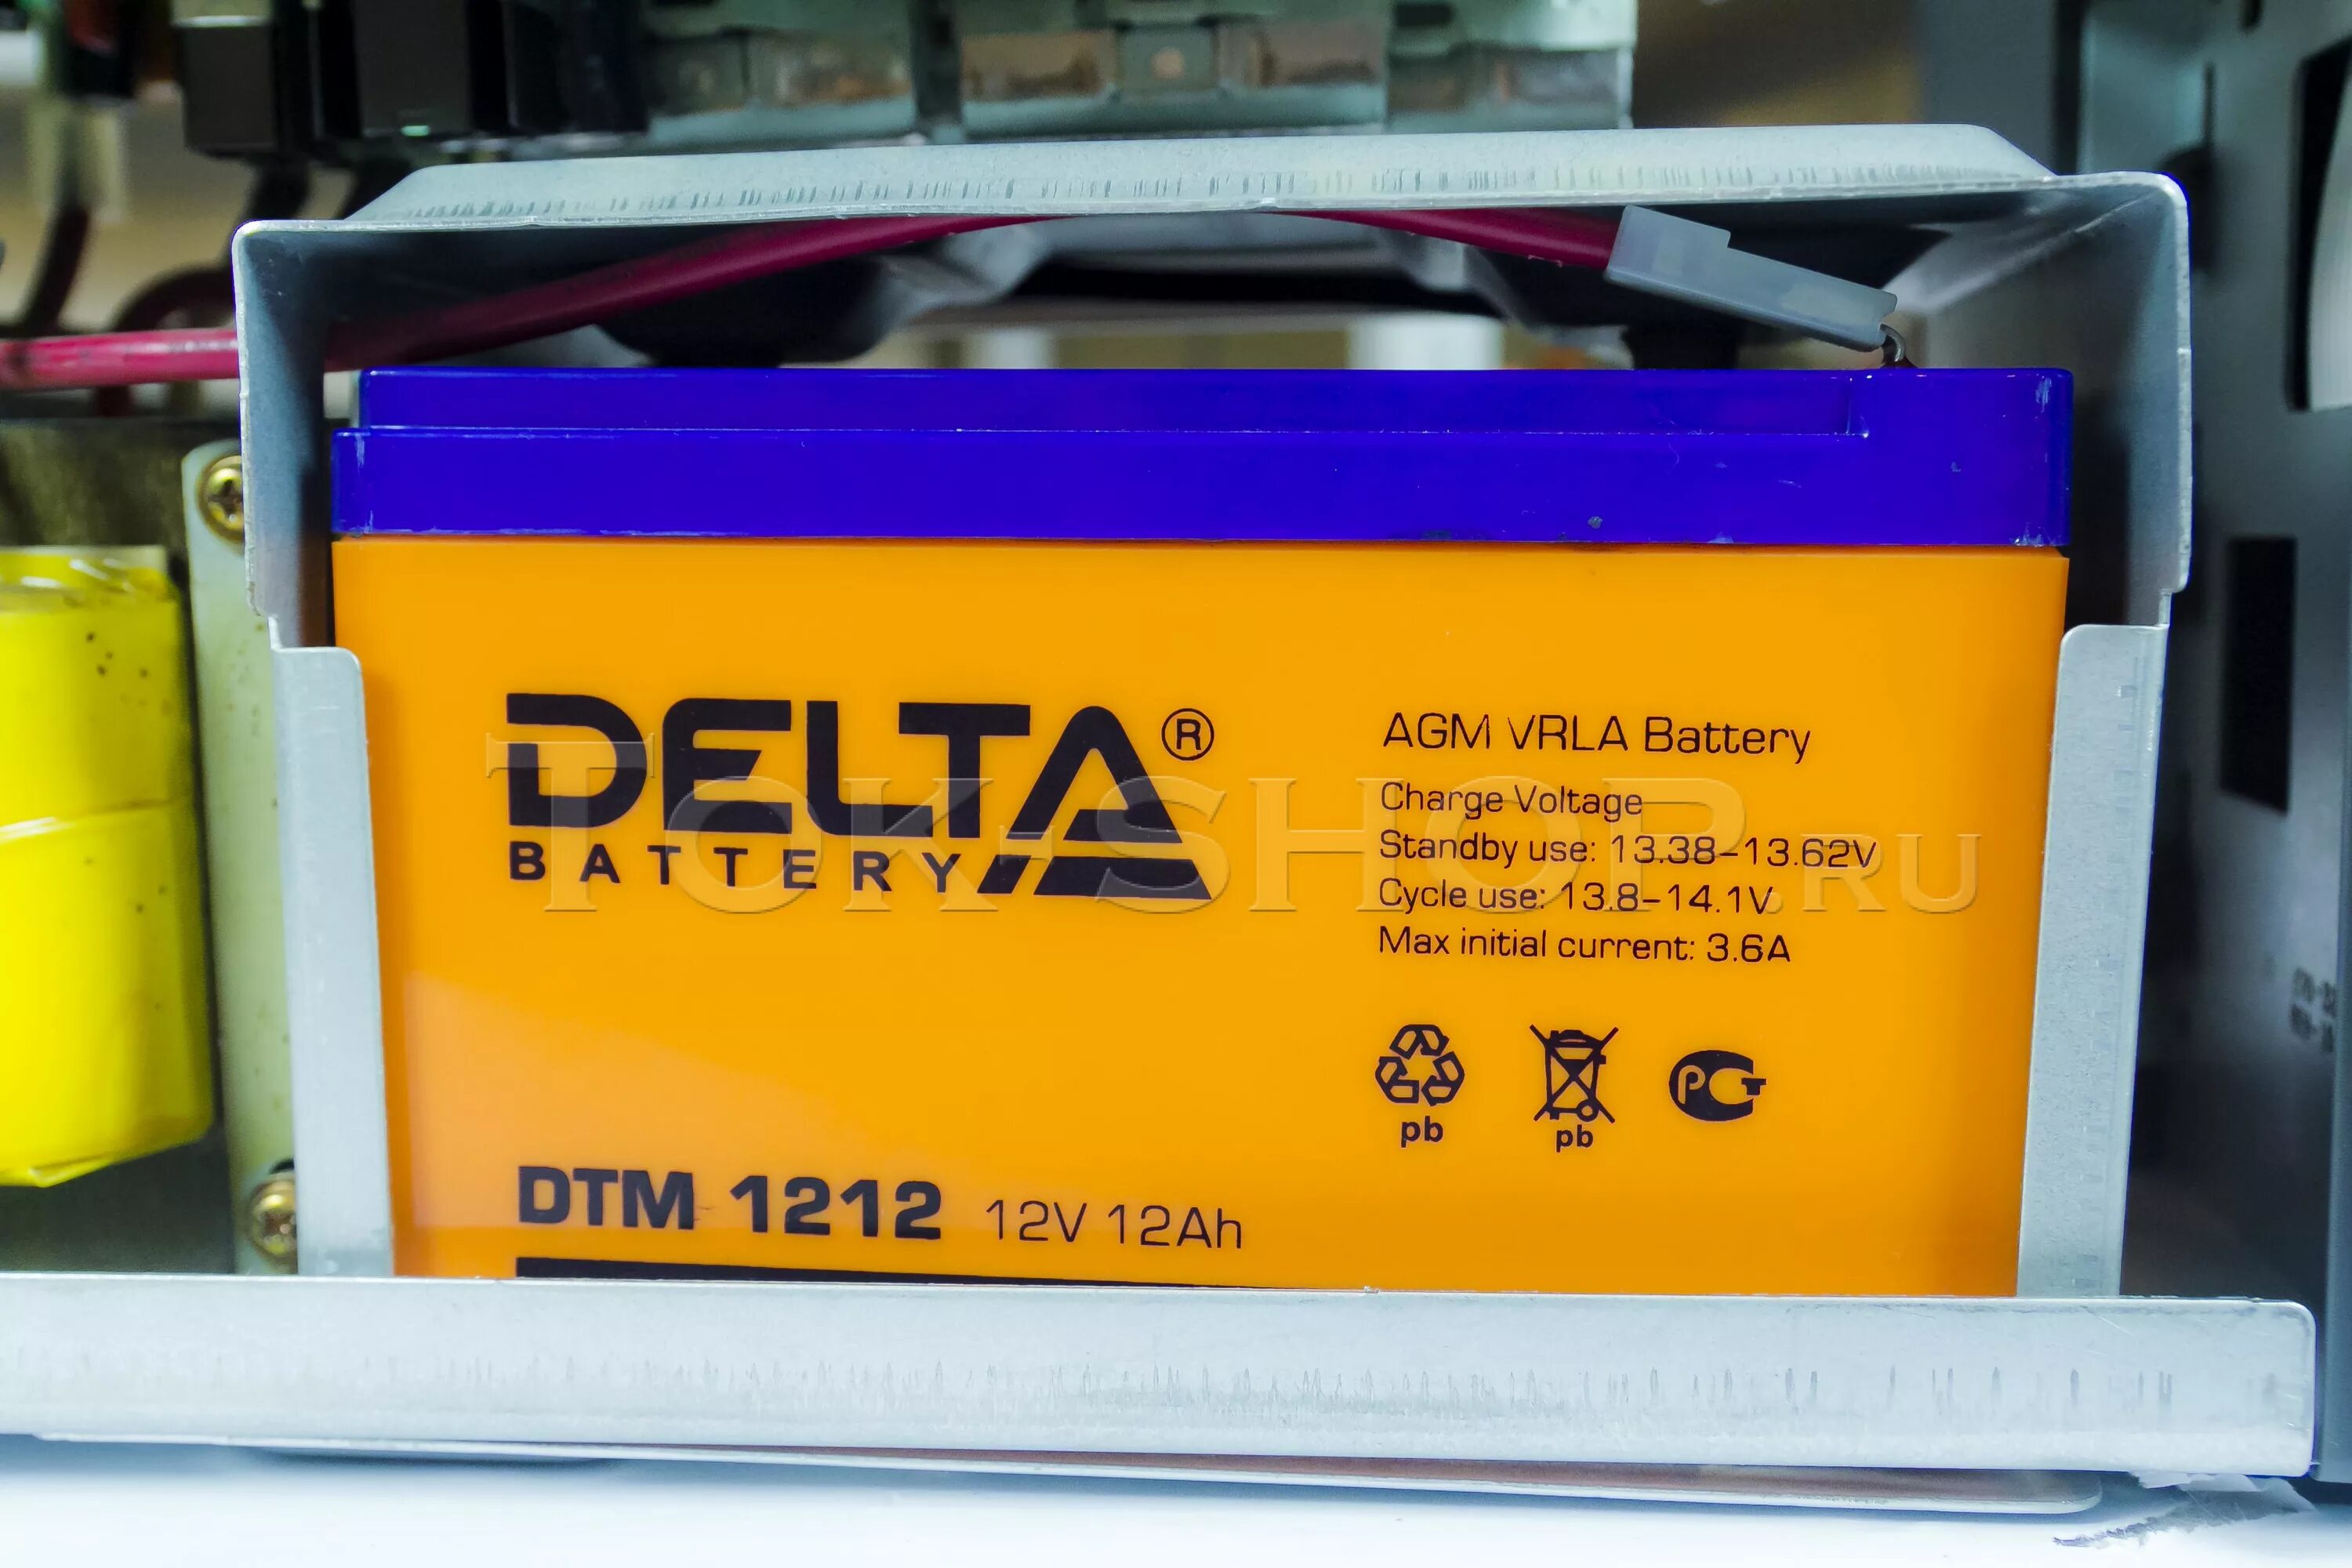 DELTA®
BATTERY
AGM VRLA Battery
Charge Voltage
Standby use: 13.38-13.62V
Cycle use: 13.8-14.1V
Max initial current: 3.6A
pb
pb
РСТ
DTM 1212 12V 12Ah
TOK-SHOP.RU